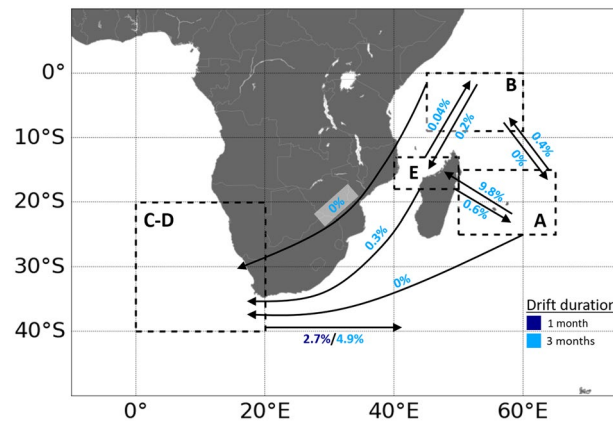 0°
10°S
20°S
30°S
40°S
0°
20°E
40°E
60°E
B
0.04%
0.2%
0.4%
0%
E
9.8%
0.6%
A
0%
C-D
0.3%
0%
2.7%/4.9%
Drift duration
1 month
3 months